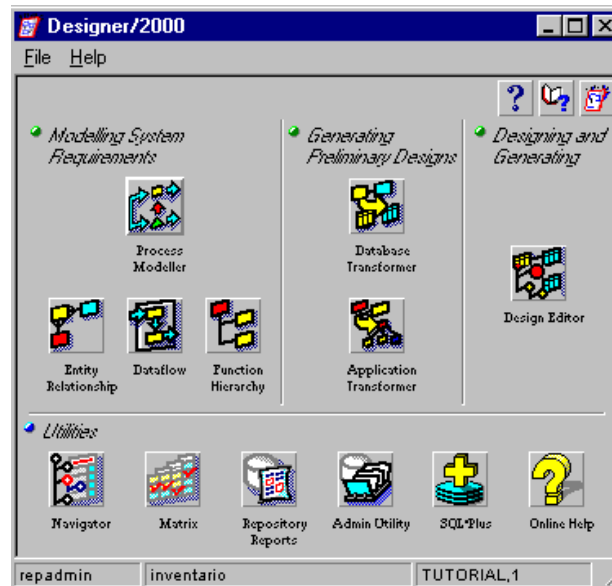 Designer/2000
File Help
Modelling System
Requirements
Generating
Preliminary Designs
Designing and
Generating
Process
Modeller
Database
Transformer
Design Editor
Entity
Relationship
Dataflow
Function
Hierarchy
Application
Transformer
Utilities
Navigator
Matrix
Repository
Reports
Admin Utility
SQL*Plus
Online Help
repadmin
inventario
TUTORIAL,1